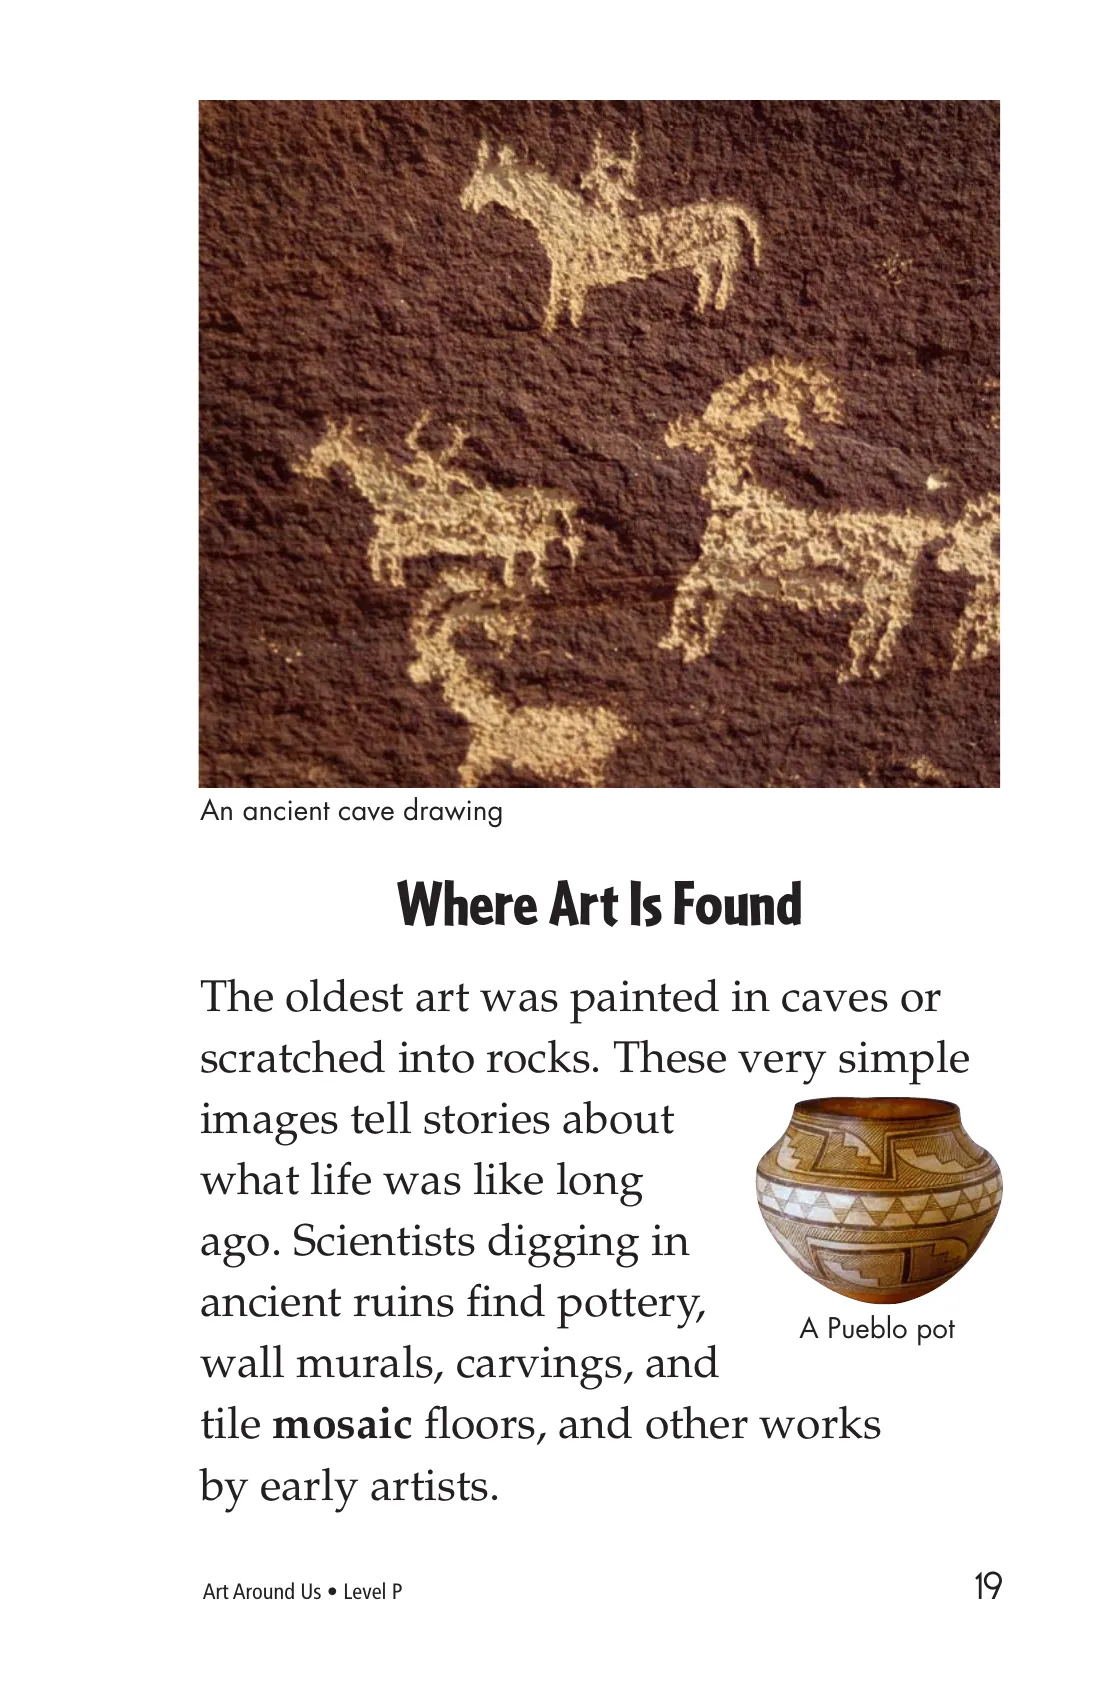 An ancient cave drawing
Where Art Is Found
The oldest art was painted in caves or
scratched into rocks. These very simple
images tell stories about
what life was like long
ago. Scientists digging in
ancient ruins find pottery,
wall murals, carvings, and
tile mosaic floors, and other works
by early artists.
A Pueblo pot
Art Around Us • Level P
19